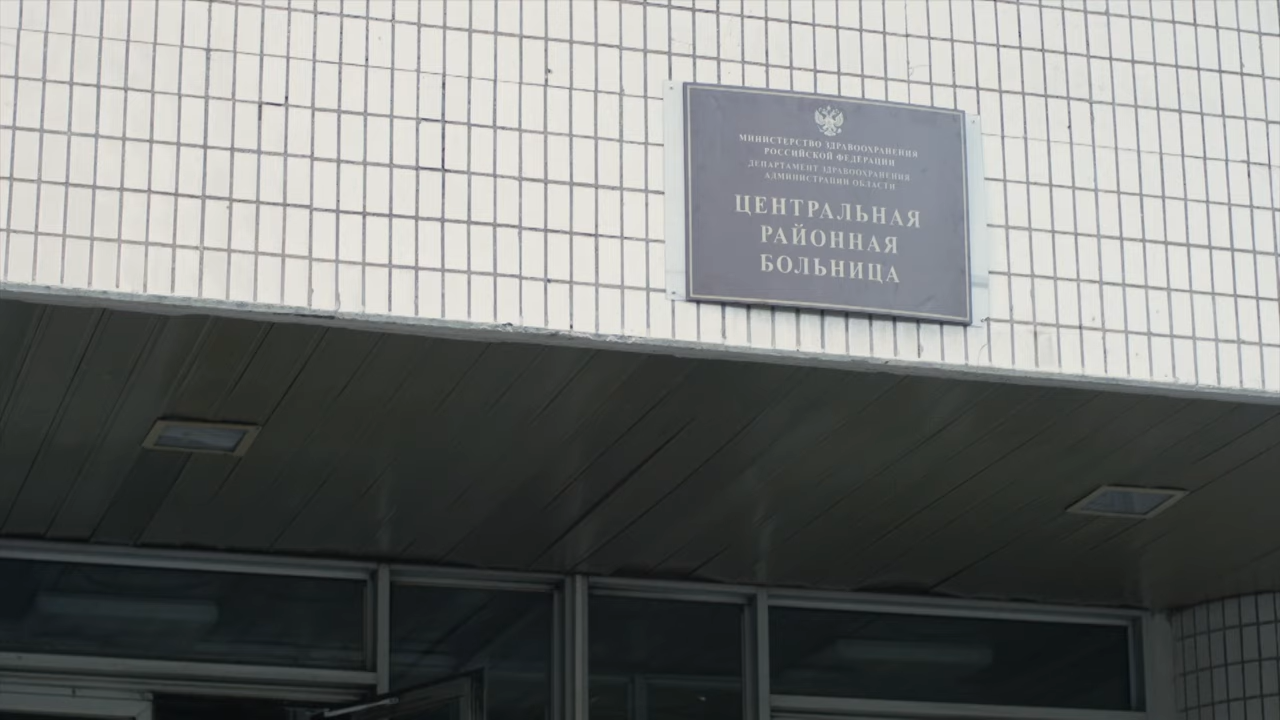 МИНИСТЕРСТВО ЗДРАВООХРАНЕНИЯ
РОССИЙСКОЙ ФЕДЕРАЦИИ
ДЕПАРТАМЕНТ ЗДРАВООХРАНЕНИЯ
АДМИНИСТРАЦИИ ОБЛАСТИ
ЦЕНТРАЛЬНАЯ
РАЙОННАЯ
БОЛЬНИЦА